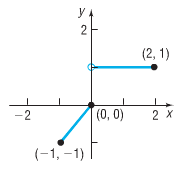 y
2
(2, 1)
-2
(0, 0)
2 x
(-1, -1)